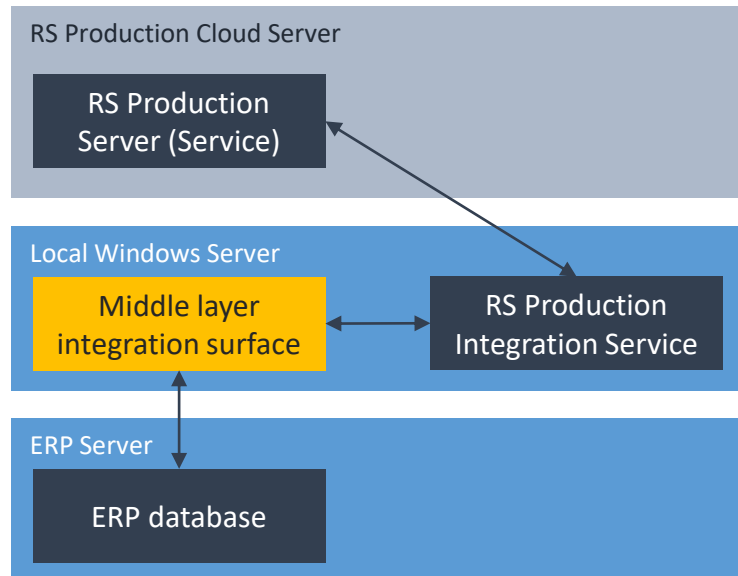 RS Production Cloud Server
RS Production
Server (Service)
Local Windows Server
Middle layer
integration surface
RS Production
Integration Service
ERP Server
ERP database